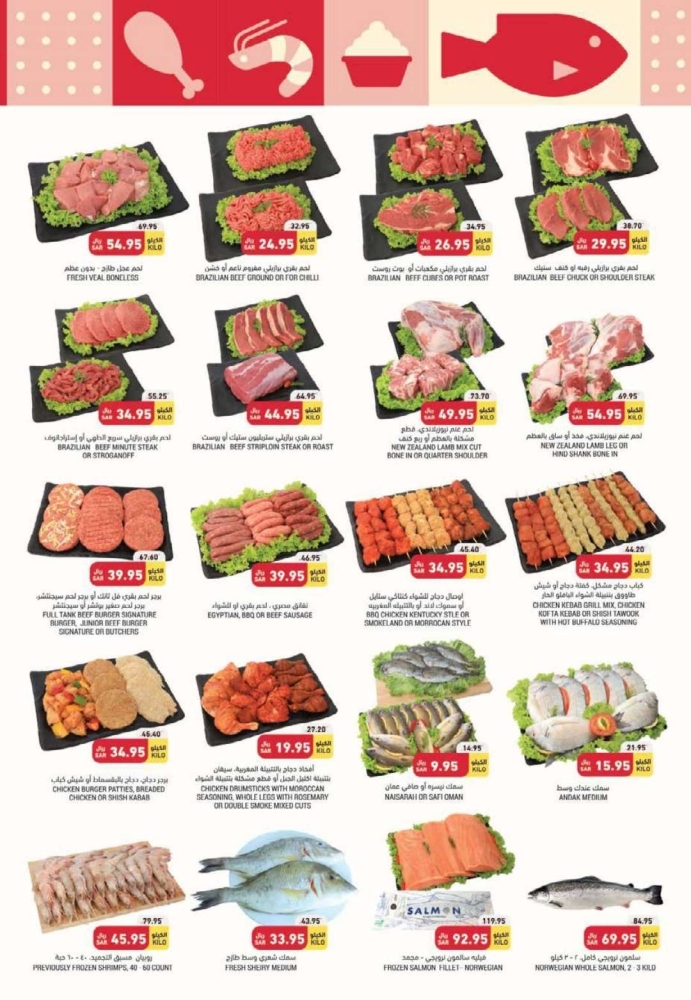 69.95
ريال SAR 54.95 الكيلو KILO
لحم عجل طازج - بدون عظم
FRESH VEAL BONELESS
32.95
ريال SAR 24.95 الكيلو KILO
لحم بقري برازيلي مفروم ناعم أو خشن
BRAZILIAN BEEF GROUND OR FOR CHILLI
34.95
ريال SAR 26.95 الكيلو KILO
لحم بقري برازيلي مكعبات أو بوت روست
BRAZILIAN BEEF CUBES OR POT ROAST
38.70
ريال SAR 29.95 الكيلو KILO
لحم بقري برازيلي رقبه او كتف ستيك
BRAZILIAN BEEF CHUCK OR SHOULDER STEAK
55.25
ريال SAR 34.95 الكيلو KILO
لحم بقري برازيلي سريع الطهي أو إستراجانوف
BRAZILIAN BEEF MINUTE STEAK
OR STROGANOFF
64.95
ريال SAR 44.95 الكيلو KILO
لحم بقري برازيلي ستربليون ستيك أو روست
BRAZILIAN BEEF STRIPLOIN STEAK OR ROAST
73.70
ريال SAR 49.95 الكيلو KILO
لحم غنم نيوزيلاندي، قطع
مشكلة بالعظم أو ربع كتف
NEW ZEALAND LAMB MIX CUT
BONE IN OR QUARTER SHOULDER
69.95
ريال SAR 54.95 الكيلو KILO
لحم غنم نيوزيلاندي، فخد أو ساق بالعظم
NEW ZEALAND LAMB LEG OR
HIND SHANK BONE IN
67.60
ريال SAR 39.95 الكيلو KILO
برجر لحم بقري، فل تانك أو برجر لحم سيجنتشر،
برجر لحم صغير بوتشر أو سيجنتشر
FULL TANK BEEF BURGER SIGNATURE
BURGER, JUNIOR BEEF BURGER
SIGNATURE OR BUTCHERS
46.95
ريال SAR 39.95 الكيلو KILO
نقانق مصري ، بقري او للشواء
EGYPTIAN, BBQ OR BEEF SAUSAGE
45.40
ريال SAR 34.95 الكيلو KILO
اوصال دجاج للشواء كنتاكي ستايل
أو سموك لاند أو بالتتبيلة المغربيه
BBQ CHICKEN KENTUCKY STLE OR
SMOKELAND OR MORROCAN STYLE
44.20
ريال SAR 34.95 الكيلو KILO
كباب دجاج مشكل، كفتة دجاج أو شيش
طاووق بتتبيلة الشواء البافلو الحار
CHICKEN KEBAB GRILL MIX, CHICKEN
KOFTA KEBAB OR SHISH TAWOOK
WITH HOT BUFFALO SEASONING
45.40
ريال SAR 34.95 الكيلو KILO
برجر دجاج، دجاج بالبقسماط أو شيش كباب
CHICKEN BURGER PATTIES, BREADED
CHICKEN OR SHISH KABAB
27.20
ريال SAR 19.95 الكيلو KILO
أفخاذ دجاج بالتتبيلة المغربية، سيقان
بتتبيلة اكليل الجبل أو قطع مشكلة بتتبيلة الشواء
CHICKEN DRUMSTICKS WITH MOROCCAN
SEASONING, WHOLE LEGS WITH ROSEMARY
OR DOUBLE SMOKE MIXED CUTS
14.95
ريال SAR 9.95 الكيلو KILO
سمك نيسره أو صافي عمان
NAISARAH OR SAFI OMAN
21.95
ريال SAR 15.95 الكيلو KILO
سمك عندك وسط
ANDAK MEDIUM
79.95
ريال SAR 45.95 الكيلو KILO
روبيان مسبق التجميد، ٤٠ - ٦٠ حبة
PREVIOUSLY FROZEN SHRIMPS, 40 - 60 COUNT
43.95
ريال SAR 33.95 الكيلو KILO
سمك شعري وسط طازج
FRESH SHEIRY MEDIUM
SALMON
119.95
ريال SAR 92.95 الكيلو KILO
فيليه سالمون نرويجي - مجمد
FROZEN SALMON FILLET - NORWEGIAN
84.95
ريال SAR 69.95 الكيلو KILO
سلمون نرويجي كامل، ٢ - ٣ كيلو
NORWEGIAN WHOLE SALMON, 2 - 3 KILO